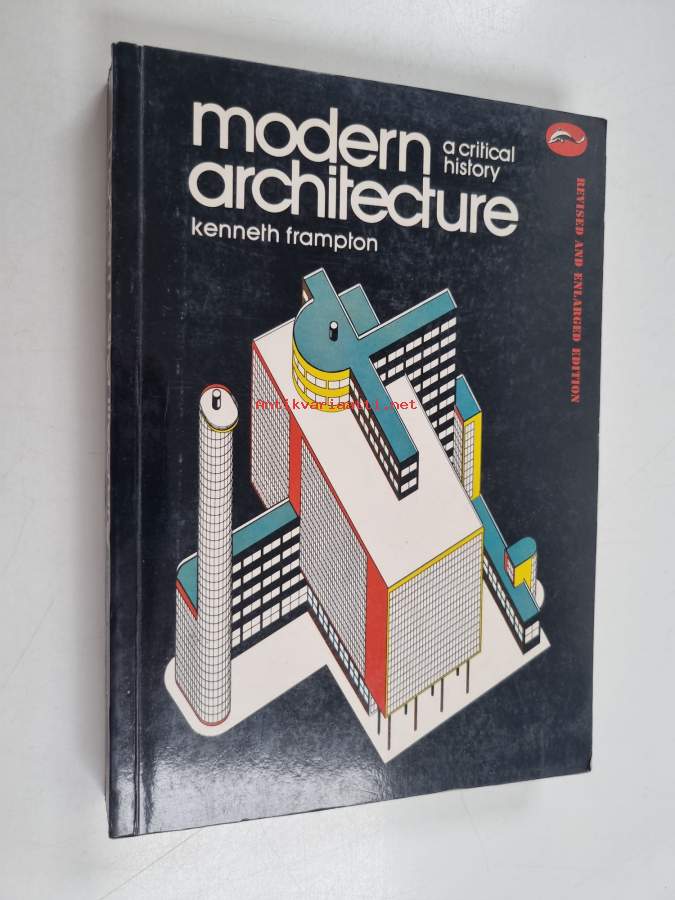 modern
a critical
history
architecture
kenneth frampton
REVISED AND ENLARGED EDITION
Antikvariaatti.net